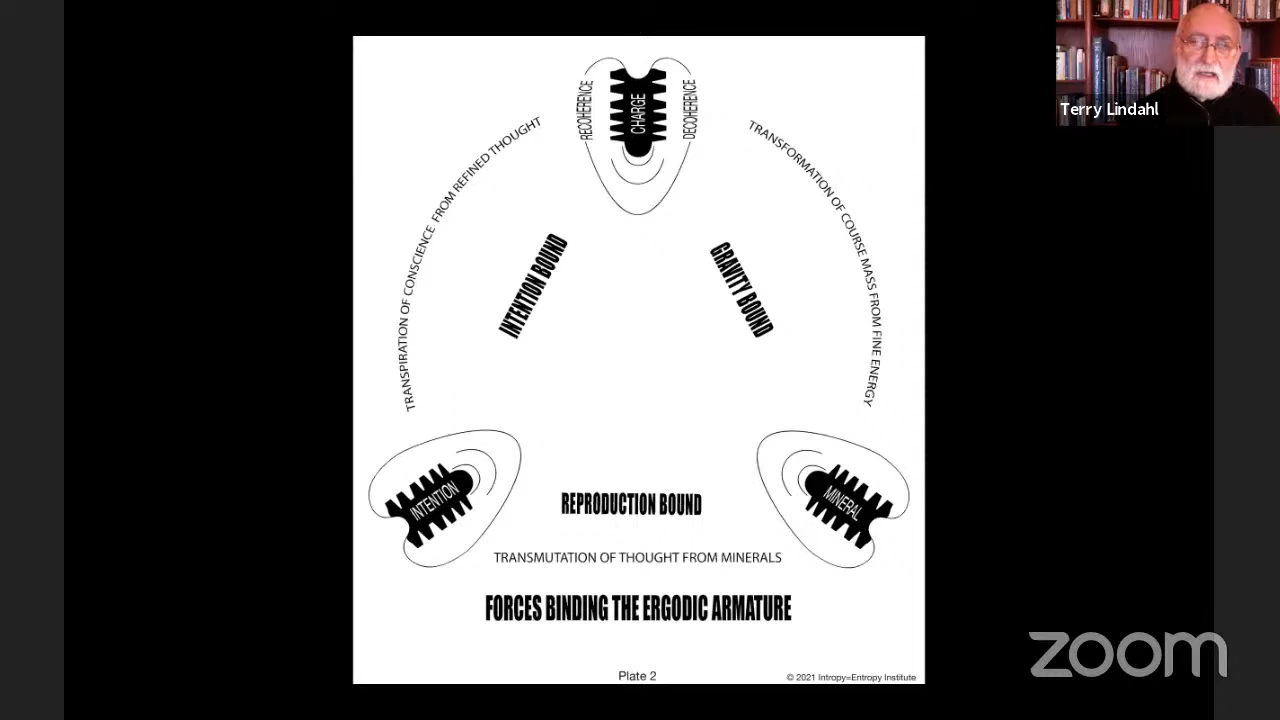 Terry Lindahl
RECOHERENCE
CHARGE
DECOHERENCE
TRANSPIRATION OF CONSCIENCE FROM REFINED THOUGHT
TRANSFORMATION OF COURSE MASS FROM FINE ENERGY
INTENTION BOUND
GRAVITY BOUND
INTENTION
MINERAL
REPRODUCTION BOUND
TRANSMUTATION OF THOUGHT FROM MINERALS
FORCES BINDING THE ERGODIC ARMATURE
Plate 2
© 2021 Intropy=Entropy Institute
zoom